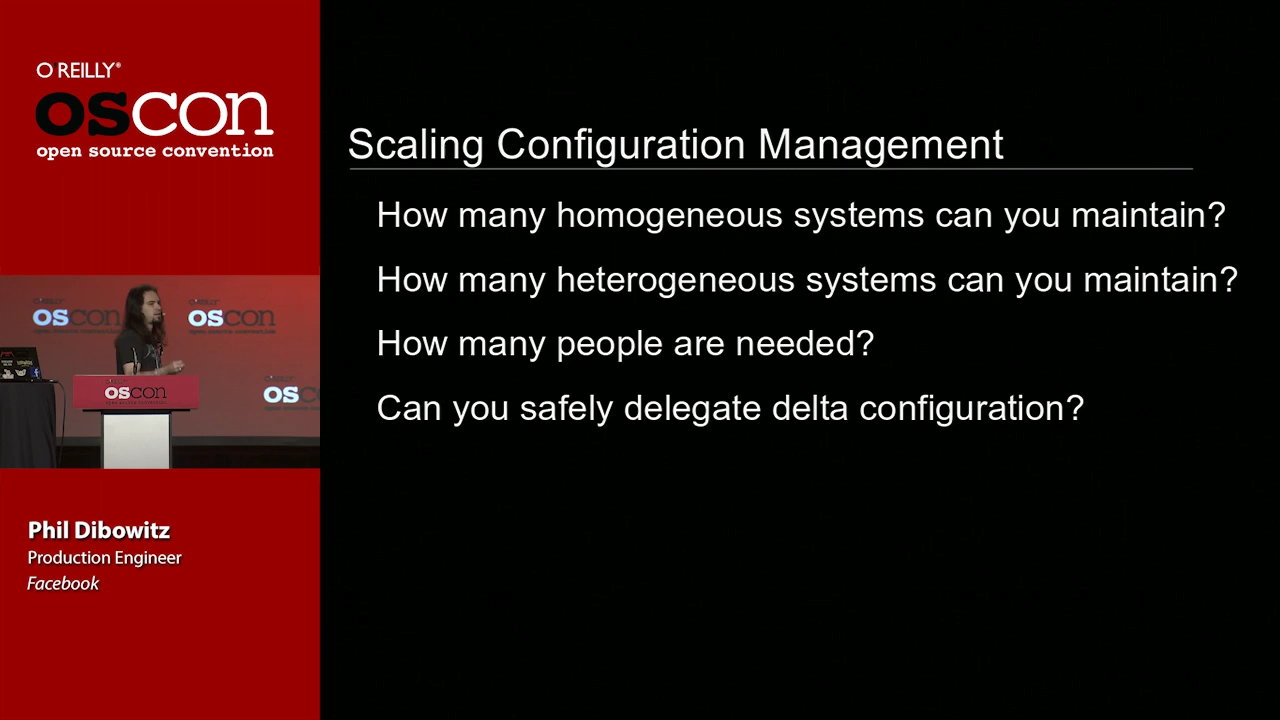 O REILLY®
oscon
open source convention
Scaling Configuration Management
How many homogeneous systems can you maintain?
How many heterogeneous systems can you maintain?
How many people are needed?
Can you safely delegate delta configuration?
oscon
oscon
os
oscon
Phil Dibowitz
Production Engineer
Facebook